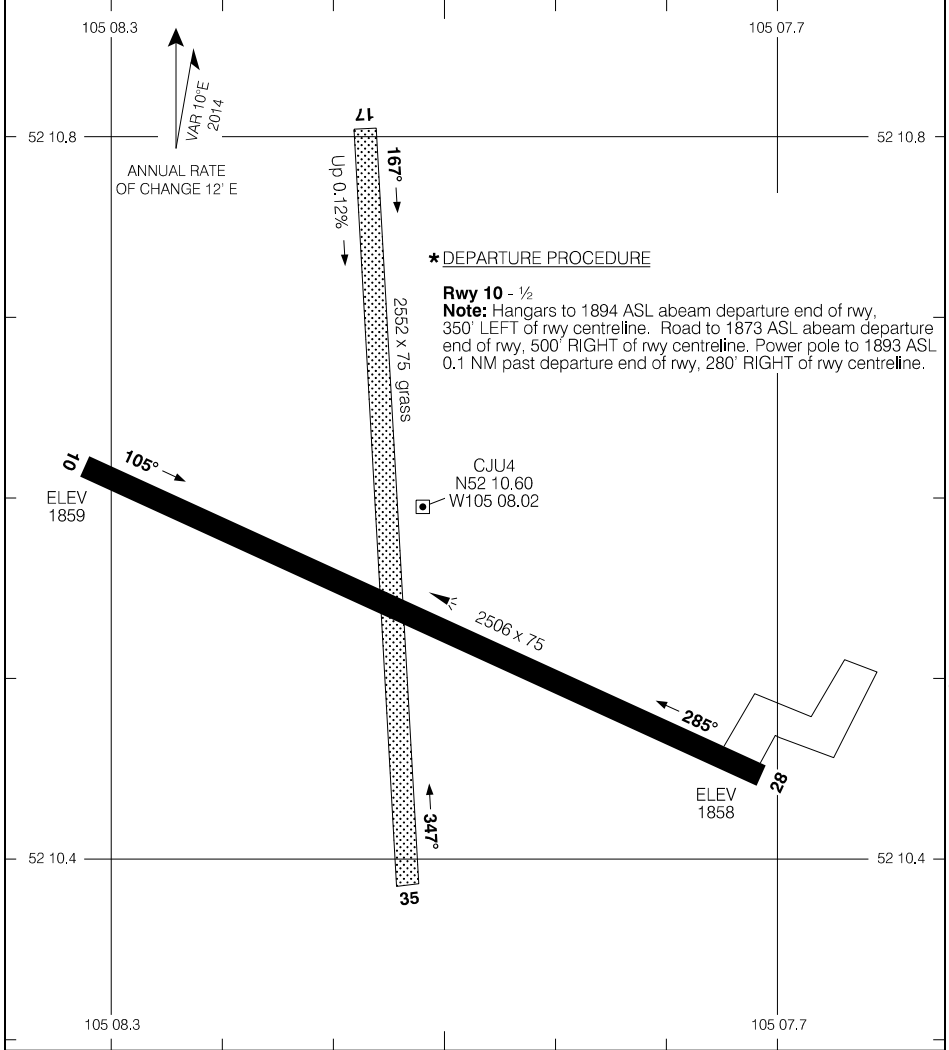 105 08.3
105 07.7
VAR 10°E
2014
17
52 10.8
52 10.8
ANNUAL RATE
OF CHANGE 12' E
167°
Up 0.12%
* DEPARTURE PROCEDURE
Rwy 10 - ½
Note: Hangars to 1894 ASL abeam departure end of rwy,
350' LEFT of rwy centreline. Road to 1873 ASL abeam departure
end of rwy, 500' RIGHT of rwy centreline. Power pole to 1893 ASL
0.1 NM past departure end of rwy, 280' RIGHT of rwy centreline.
2552 x 75 grass
10
105°
ELEV
1859
CJU4
N52 10.60
W105 08.02
2506 x 75
285°
28
ELEV
1858
347°
52 10.4
52 10.4
35
105 08.3
105 07.7